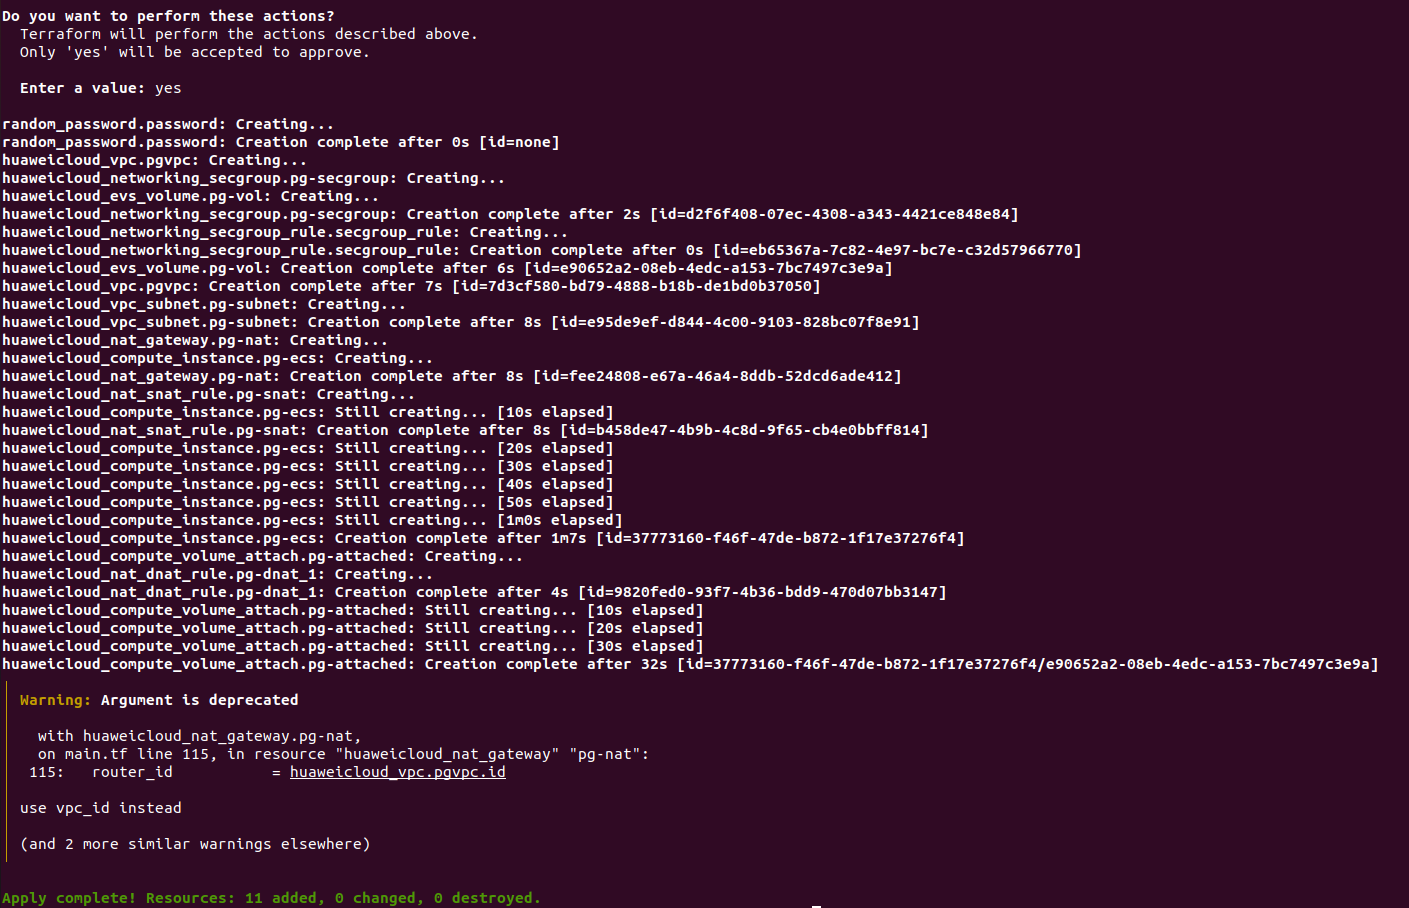 Do you want to perform these actions?
  Terraform will perform the actions described above.
  Only 'yes' will be accepted to approve.

  Enter a value: yes

random_password.password: Creating...
random_password.password: Creation complete after 0s [id=none]
huaweicloud_vpc.pgvpc: Creating...
huaweicloud_networking_secgroup.pg-secgroup: Creating...
huaweicloud_evs_volume.pg-vol: Creating...
huaweicloud_networking_secgroup.pg-secgroup: Creation complete after 2s [id=d2f6f408-07ec-4308-a343-4421ce848e84]
huaweicloud_networking_secgroup_rule.secgroup_rule: Creating...
huaweicloud_networking_secgroup_rule.secgroup_rule: Creation complete after 0s [id=eb65367a-7c82-4e97-bc7e-c32d57966770]
huaweicloud_evs_volume.pg-vol: Creation complete after 6s [id=e90652a2-08eb-4edc-a153-7bc7497c3e9a]
huaweicloud_vpc.pgvpc: Creation complete after 7s [id=7d3cf580-bd79-4888-b18b-de1bd0b37050]
huaweicloud_vpc_subnet.pg-subnet: Creating...
huaweicloud_vpc_subnet.pg-subnet: Creation complete after 8s [id=e95de9ef-d844-4c00-9103-828bc07f8e91]
huaweicloud_nat_gateway.pg-nat: Creating...
huaweicloud_compute_instance.pg-ecs: Creating...
huaweicloud_nat_gateway.pg-nat: Creation complete after 8s [id=fee24808-e67a-46a4-8ddb-52dcd6ade412]
huaweicloud_nat_snat_rule.pg-snat: Creating...
huaweicloud_compute_instance.pg-ecs: Still creating... [10s elapsed]
huaweicloud_nat_snat_rule.pg-snat: Creation complete after 8s [id=b458de47-4b9b-4c8d-9f65-cb4e0bbff814]
huaweicloud_compute_instance.pg-ecs: Still creating... [20s elapsed]
huaweicloud_compute_instance.pg-ecs: Still creating... [30s elapsed]
huaweicloud_compute_instance.pg-ecs: Still creating... [40s elapsed]
huaweicloud_compute_instance.pg-ecs: Still creating... [50s elapsed]
huaweicloud_compute_instance.pg-ecs: Still creating... [1m0s elapsed]
huaweicloud_compute_instance.pg-ecs: Creation complete after 1m7s [id=37773160-f46f-47de-b872-1f17e37276f4]
huaweicloud_compute_volume_attach.pg-attached: Creating...
huaweicloud_nat_dnat_rule.pg-dnat_1: Creating...
huaweicloud_nat_dnat_rule.pg-dnat_1: Creation complete after 4s [id=9820fed0-93f7-4b36-bdd9-470d07bb3147]
huaweicloud_compute_volume_attach.pg-attached: Still creating... [10s elapsed]
huaweicloud_compute_volume_attach.pg-attached: Still creating... [20s elapsed]
huaweicloud_compute_volume_attach.pg-attached: Still creating... [30s elapsed]
huaweicloud_compute_volume_attach.pg-attached: Creation complete after 32s [id=37773160-f46f-47de-b872-1f17e37276f4/e90652a2-08eb-4edc-a153-7bc7497c3e9a]

Warning: Argument is deprecated

  with huaweicloud_nat_gateway.pg-nat,
  on main.tf line 115, in resource "huaweicloud_nat_gateway" "pg-nat":
 115:   router_id           = huaweicloud_vpc.pgvpc.id

use vpc_id instead

(and 2 more similar warnings elsewhere)

Apply complete! Resources: 11 added, 0 changed, 0 destroyed.